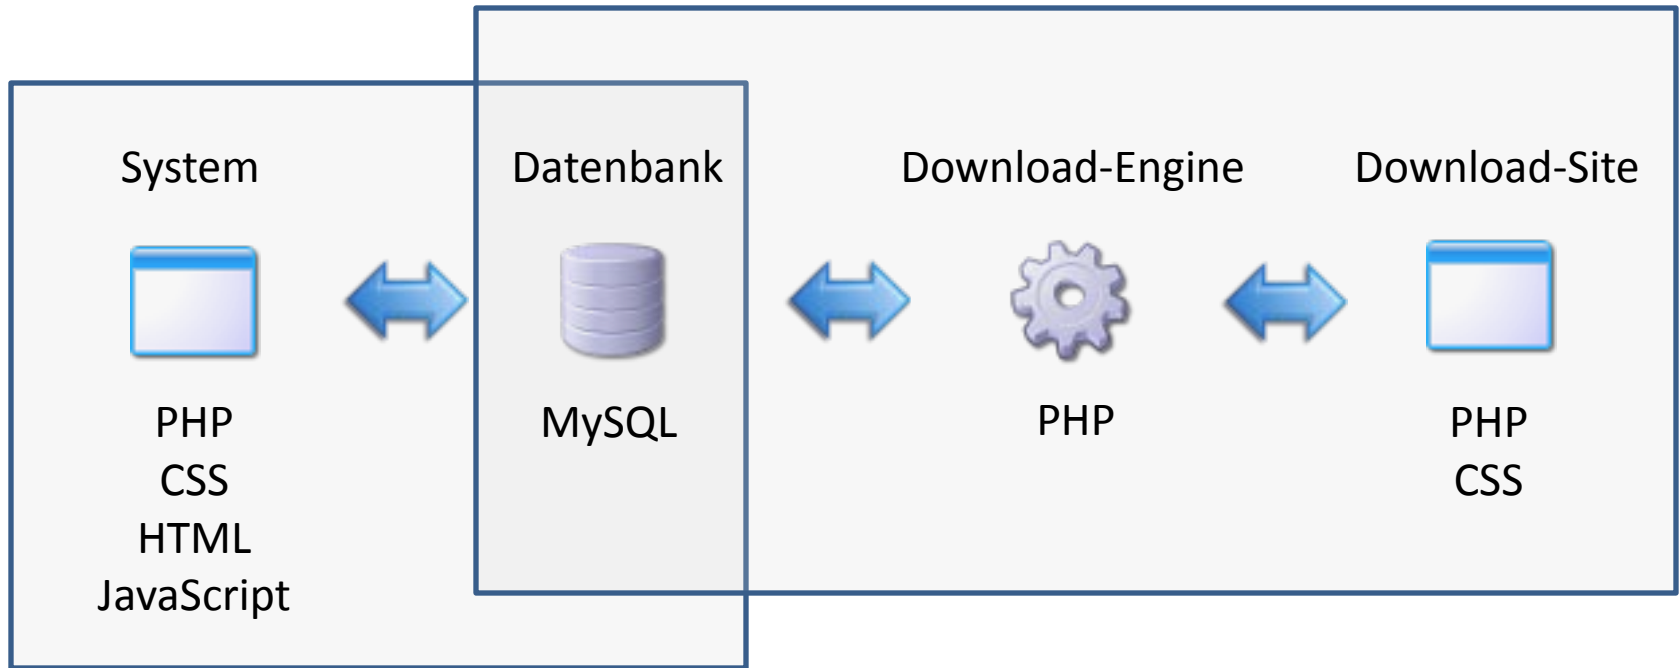 System
Datenbank
Download-Engine
Download-Site
PHP
CSS
HTML
JavaScript
MySQL
PHP
PHP
CSS